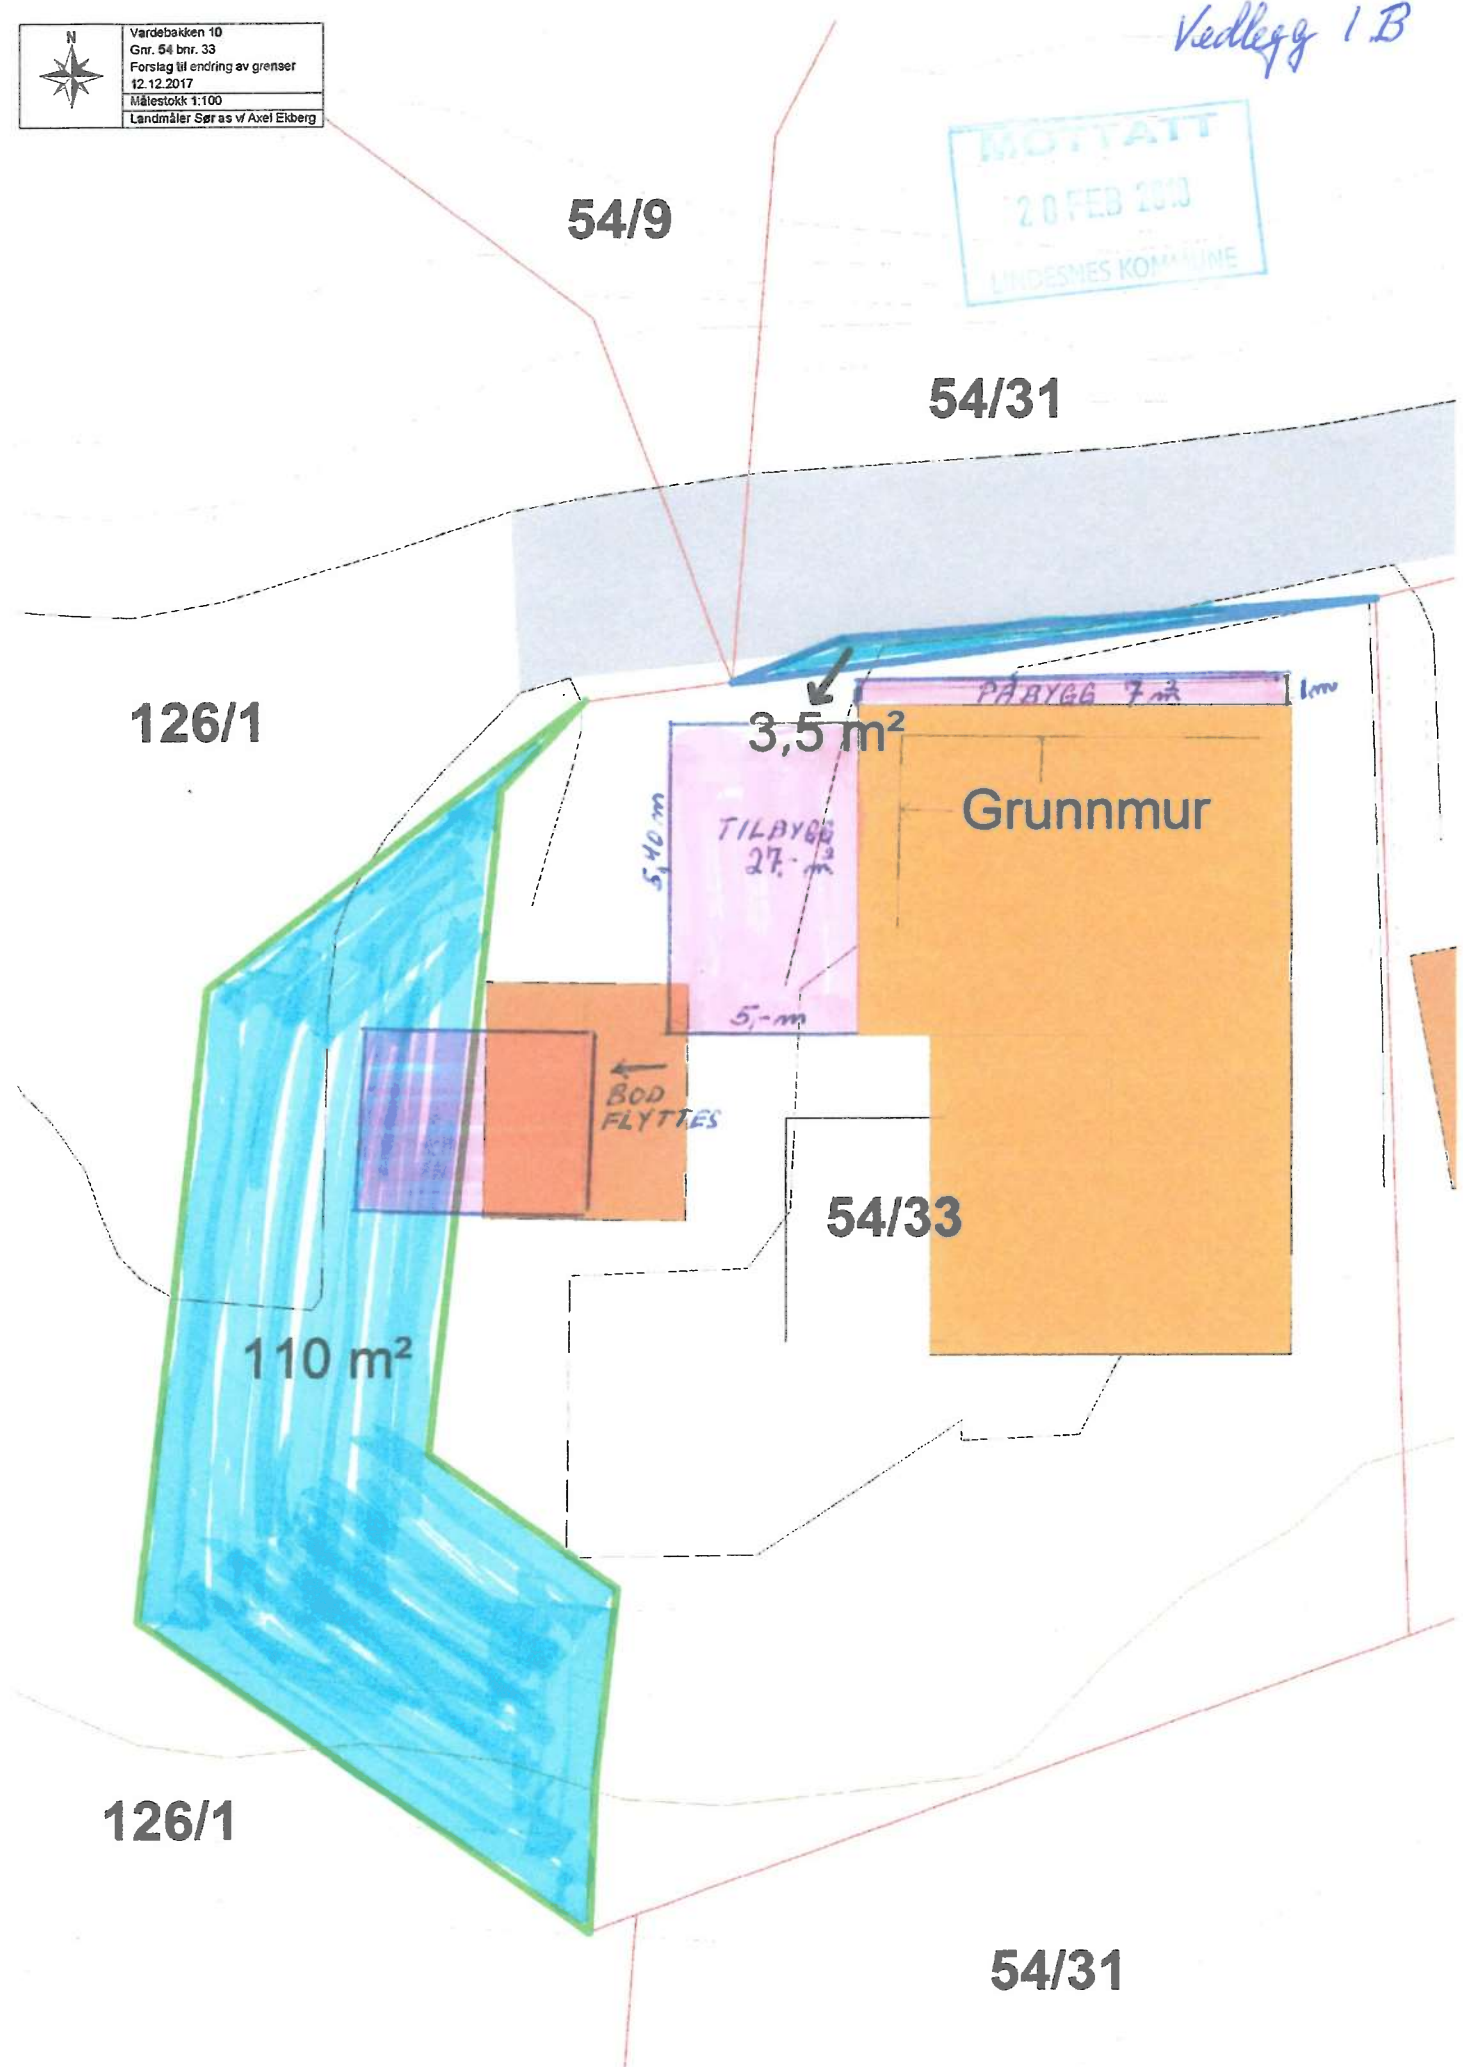 Vedlegg 1 B
N
Vardebakken 10
Gnr. 54 bnr. 33
Forslag til endring av grenser
12.12.2017
Målestokk 1:100
Landmåler Sør as v/ Axel Ekberg
MOTTATT
20 FEB
LINDESNES KOMMUNE
54/9
54/31
126/1
PÅBYGG 7 m²
1m
3,5 m²
Grunnmur
TILBYGG
27,- m²
5,40 m
5,- m
BOD
FLYTTES
54/33
110 m²
126/1
54/31